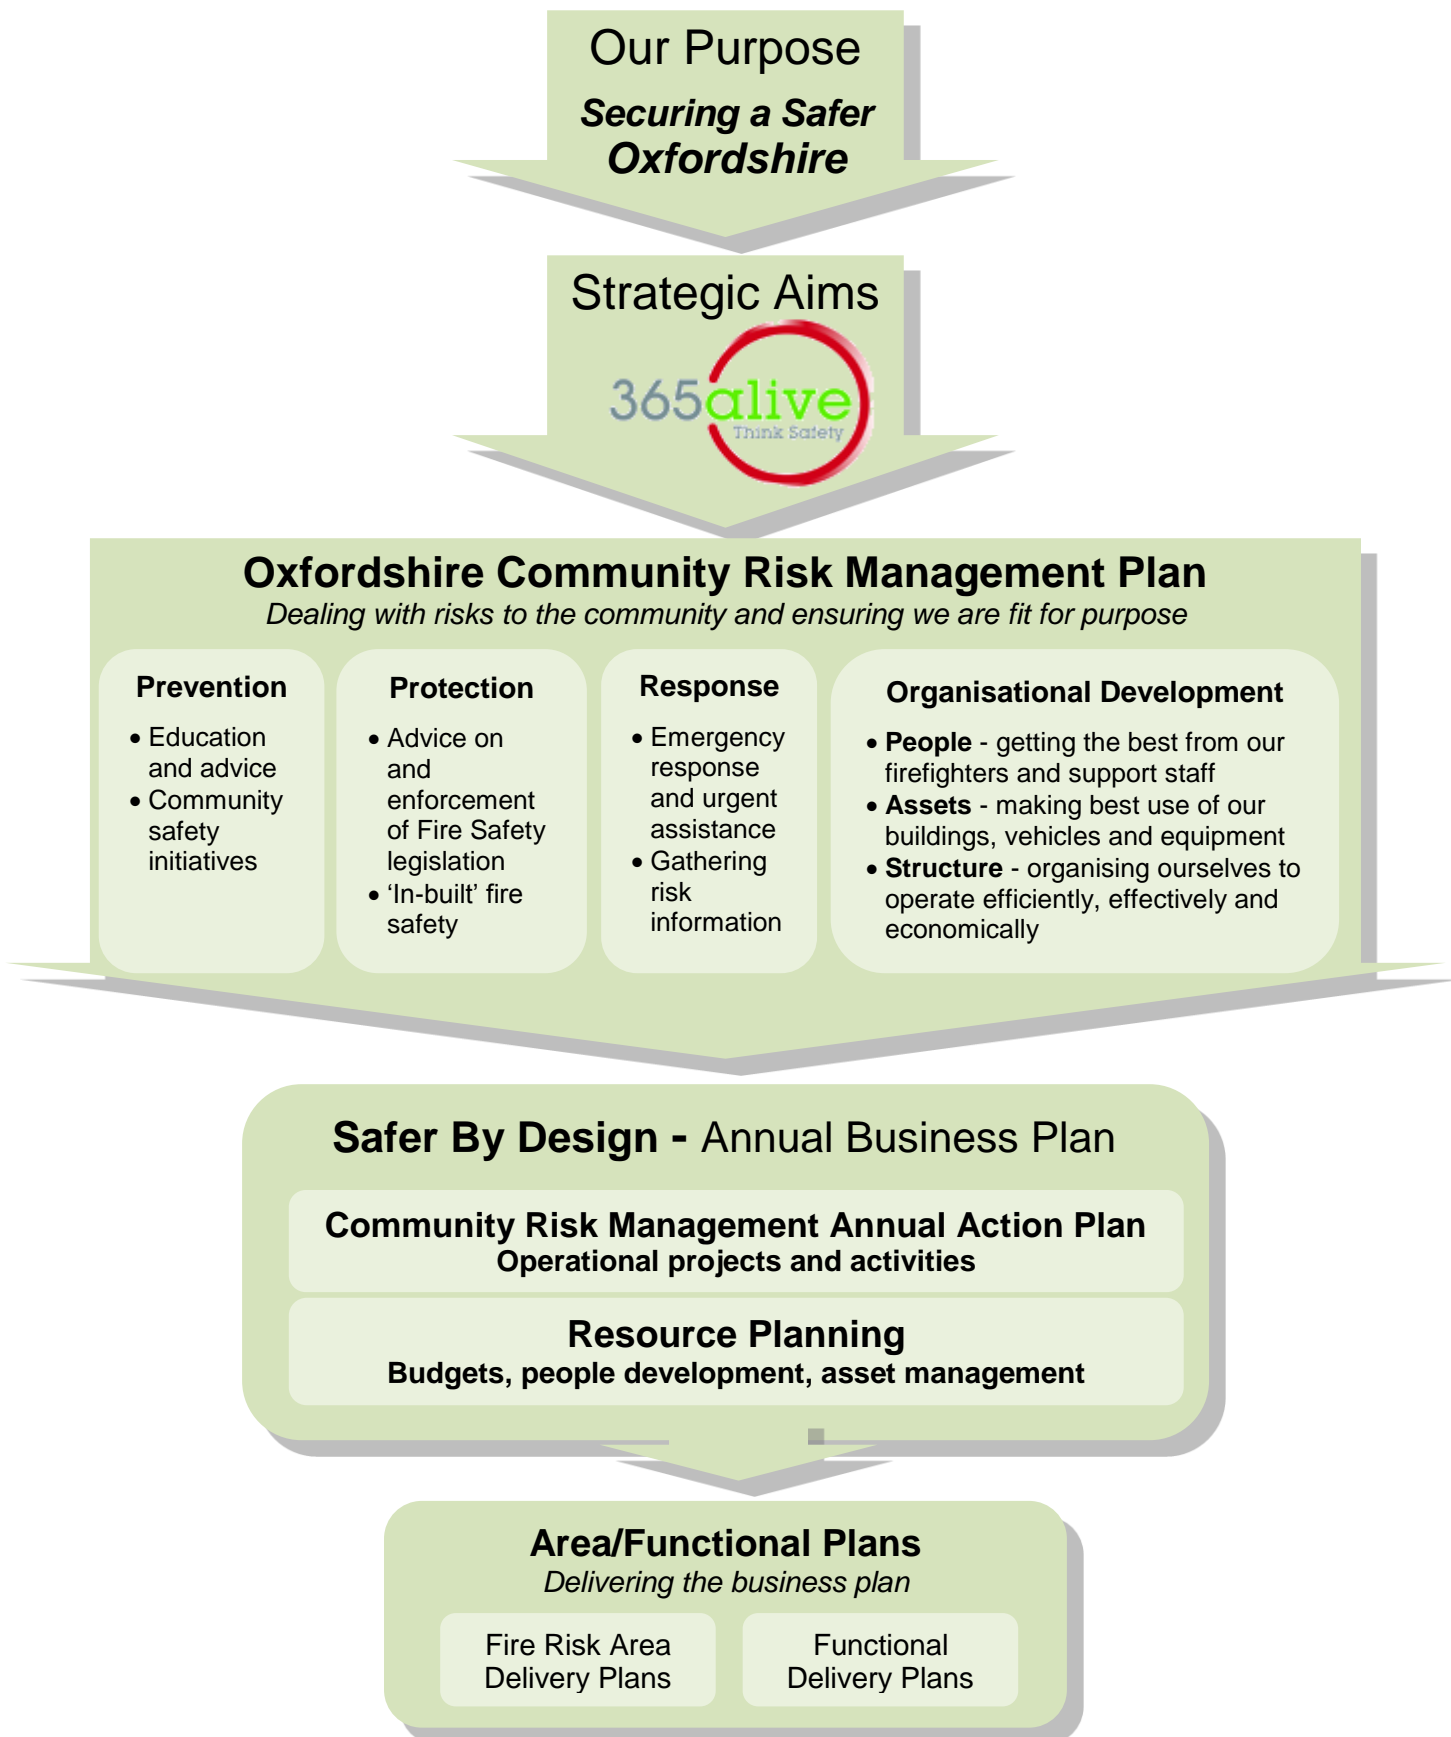 Our Purpose
Securing a Safer
Oxfordshire
Strategic Aims
365alive
Think Safety
Oxfordshire Community Risk Management Plan
Dealing with risks to the community and ensuring we are fit for purpose
Prevention
• Education
and advice
• Community
safety
initiatives
Protection
• Advice on
and
enforcement
of Fire Safety
legislation
• ‘In-built’ fire
safety
Response
• Emergency
response
and urgent
assistance
• Gathering
risk
information
Organisational Development
• People - getting the best from our
firefighters and support staff
• Assets - making best use of our
buildings, vehicles and equipment
• Structure - organising ourselves to
operate efficiently, effectively and
economically
Safer By Design - Annual Business Plan
Community Risk Management Annual Action Plan
Operational projects and activities
Resource Planning
Budgets, people development, asset management
Area/Functional Plans
Delivering the business plan
Fire Risk Area
Delivery Plans
Functional
Delivery Plans